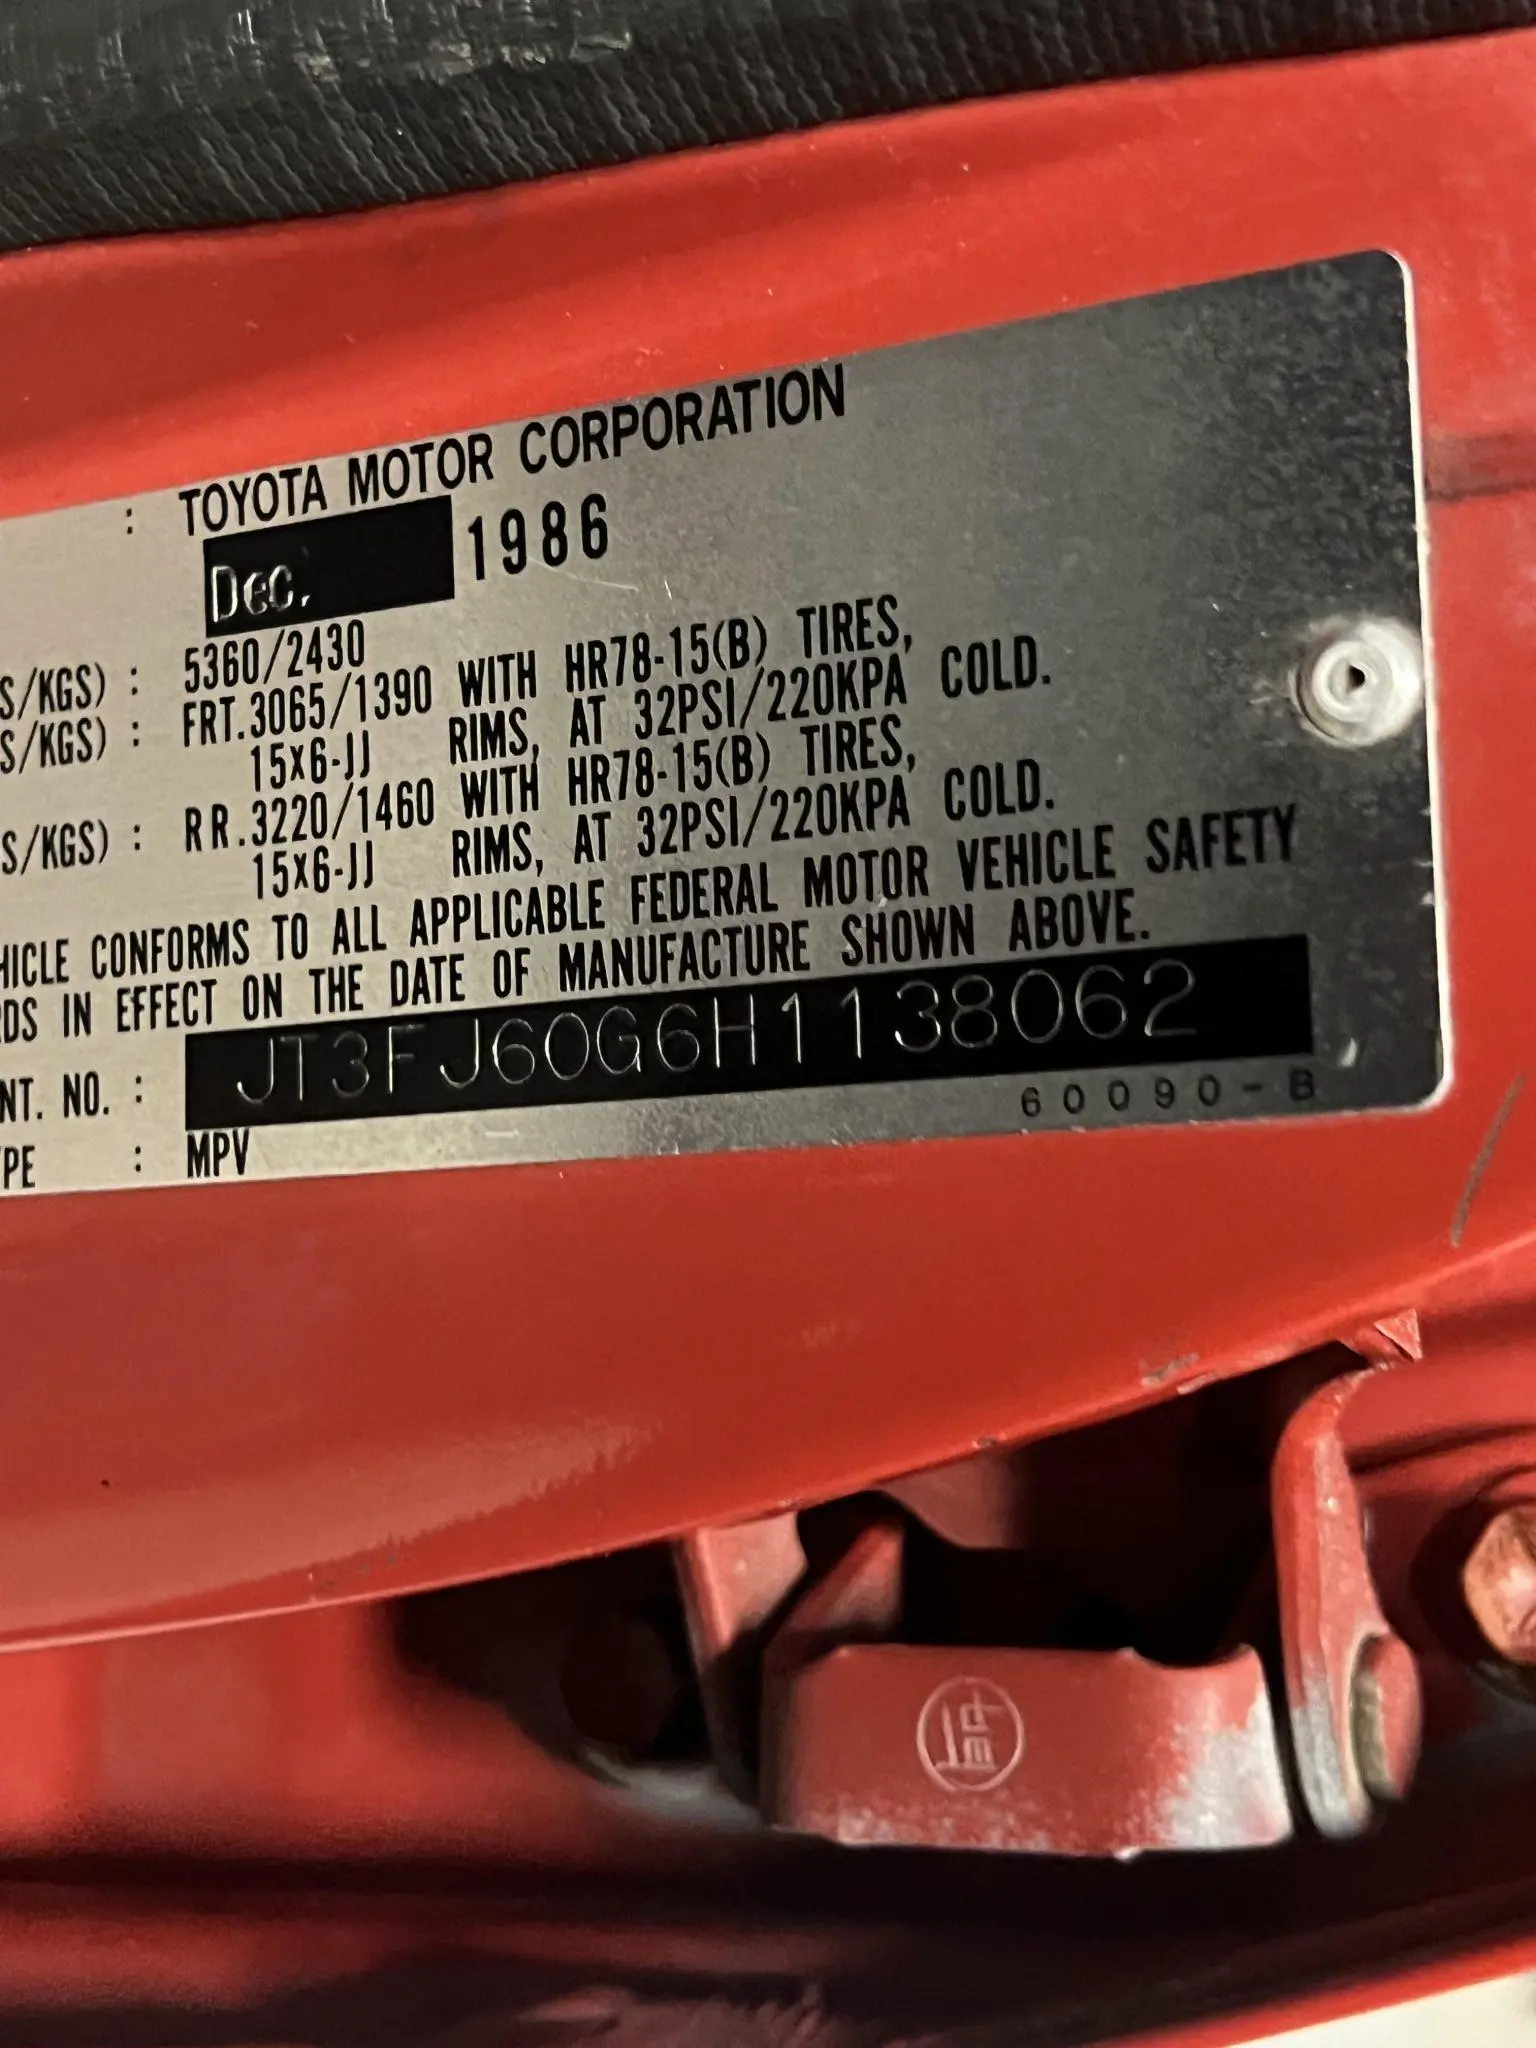 : TOYOTA MOTOR CORPORATION
Dec. 1986
S/KGS) : 5360/2430
S/KGS) : FRT.3065/1390 WITH HR78-15(B) TIRES,
15x6-JJ RIMS, AT 32PSI/220KPA COLD.
S/KGS) : RR.3220/1460 WITH HR78-15(B) TIRES,
15x6-JJ RIMS, AT 32PSI/220KPA COLD.
HICLE CONFORMS TO ALL APPLICABLE FEDERAL MOTOR VEHICLE SAFETY
RDS IN EFFECT ON THE DATE OF MANUFACTURE SHOWN ABOVE.
NT. NO. : JT3FJ60G6H1138062
YPE : MPV
60090-B